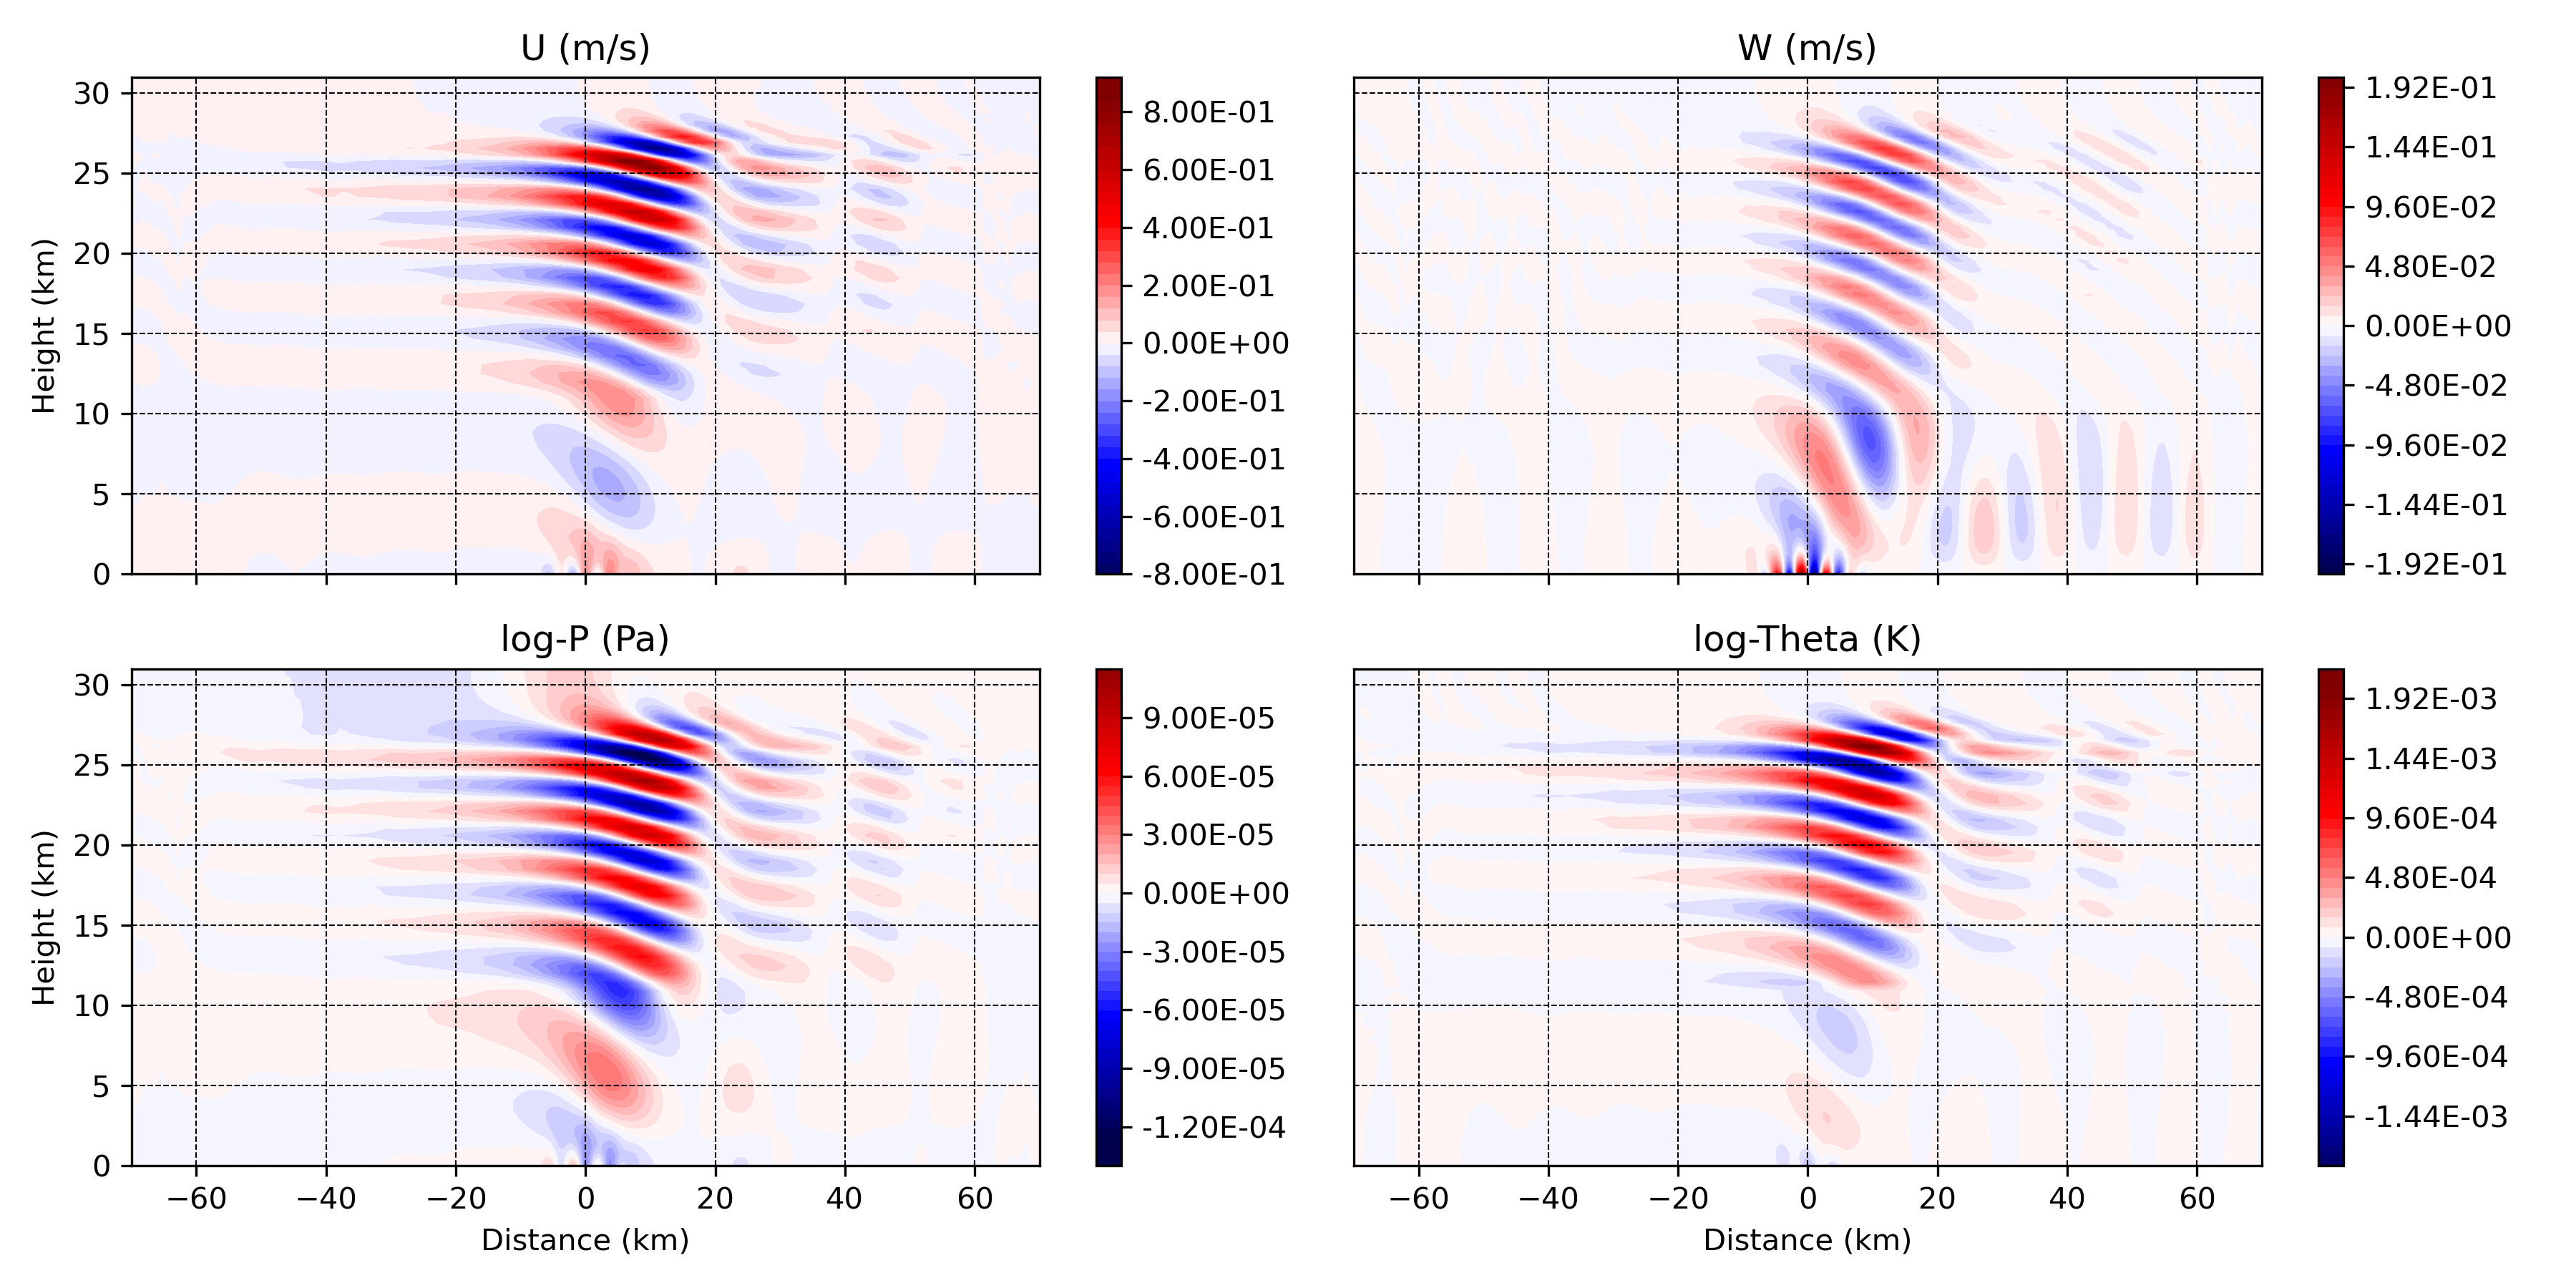 U (m/s)
W (m/s)
30
25
20
15
10
5
0
Height (km)
8.00E-01
6.00E-01
4.00E-01
2.00E-01
0.00E+00
-2.00E-01
-4.00E-01
-6.00E-01
-8.00E-01
1.92E-01
1.44E-01
9.60E-02
4.80E-02
0.00E+00
-4.80E-02
-9.60E-02
-1.44E-01
-1.92E-01
log-P (Pa)
log-Theta (K)
30
25
20
15
10
5
0
Height (km)
−60 −40 −20 0 20 40 60
Distance (km)
9.00E-05
6.00E-05
3.00E-05
0.00E+00
-3.00E-05
-6.00E-05
-9.00E-05
-1.20E-04
−60 −40 −20 0 20 40 60
Distance (km)
1.92E-03
1.44E-03
9.60E-04
4.80E-04
0.00E+00
-4.80E-04
-9.60E-04
-1.44E-03